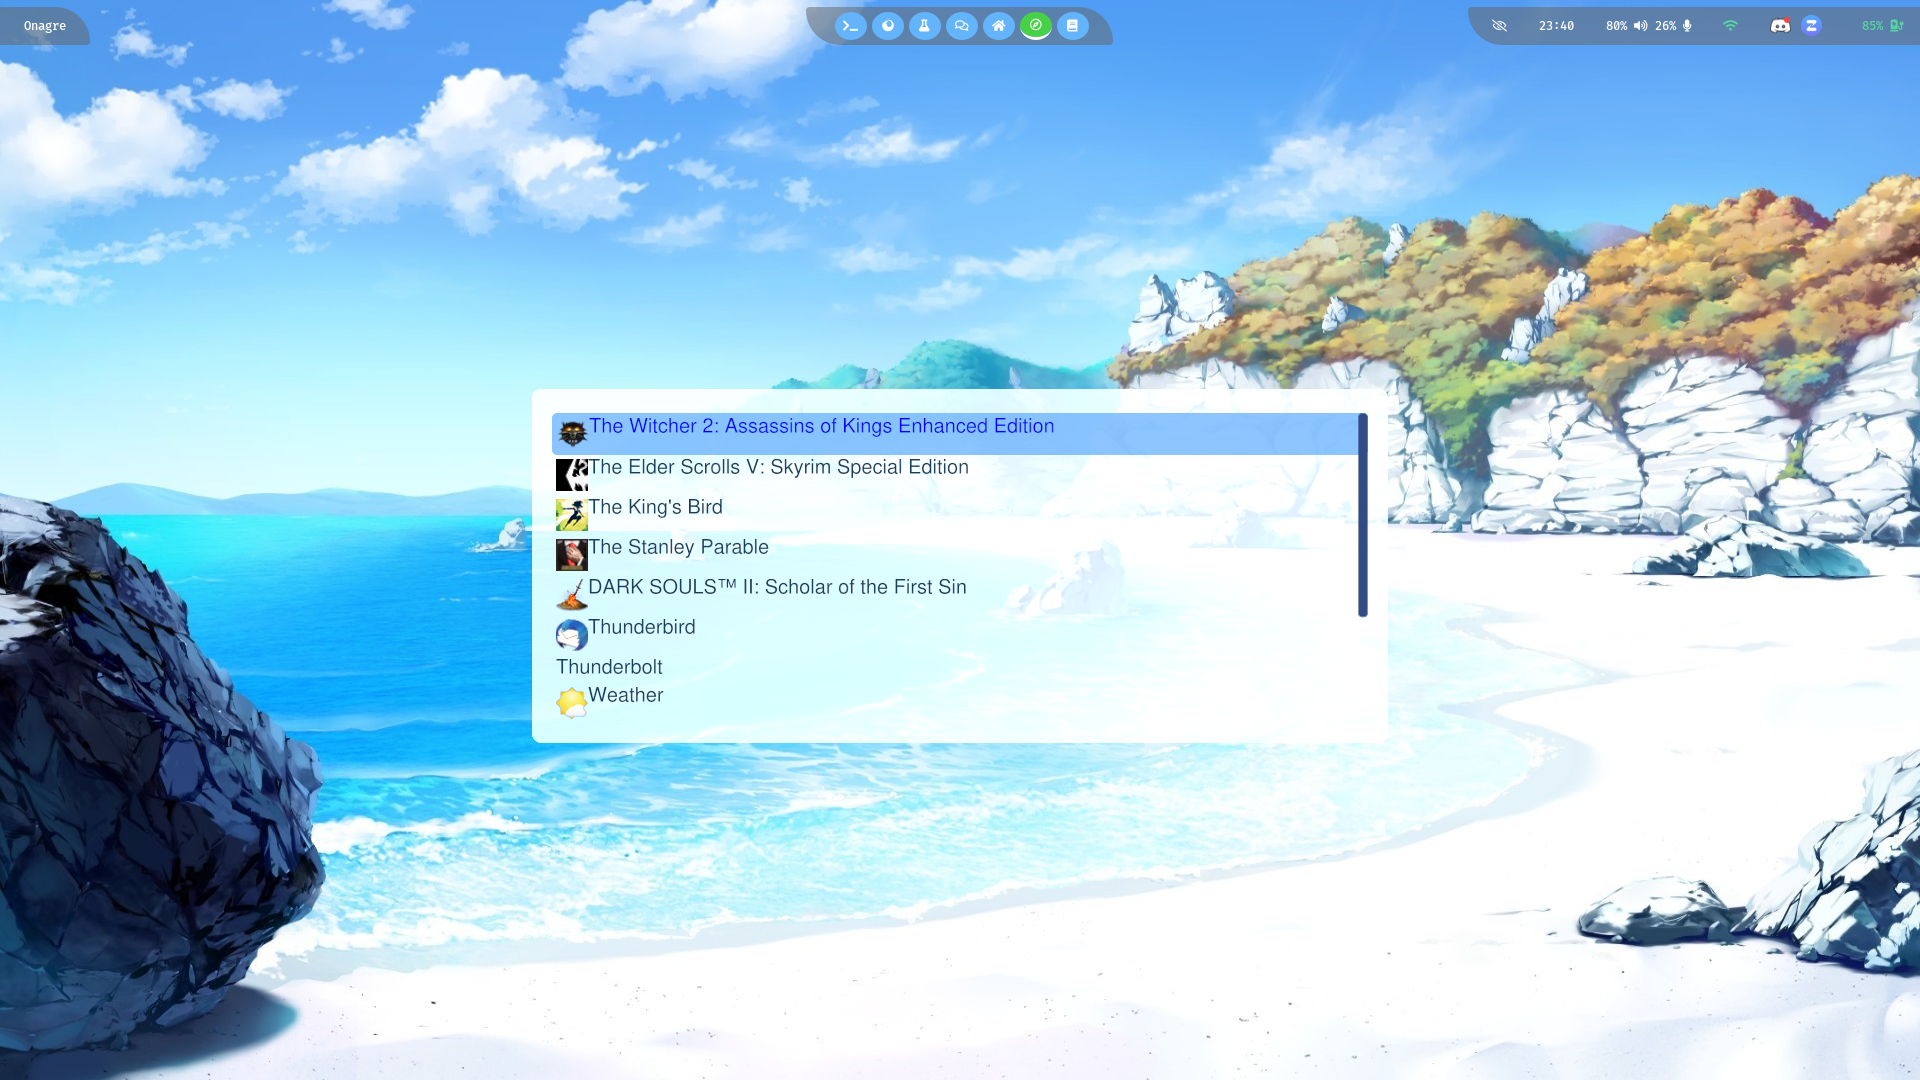 Onagre
23:40
80% 26%
85%
The Witcher 2: Assassins of Kings Enhanced Edition
The Elder Scrolls V: Skyrim Special Edition
The King's Bird
The Stanley Parable
DARK SOULS™ II: Scholar of the First Sin
Thunderbird
Thunderbolt
Weather